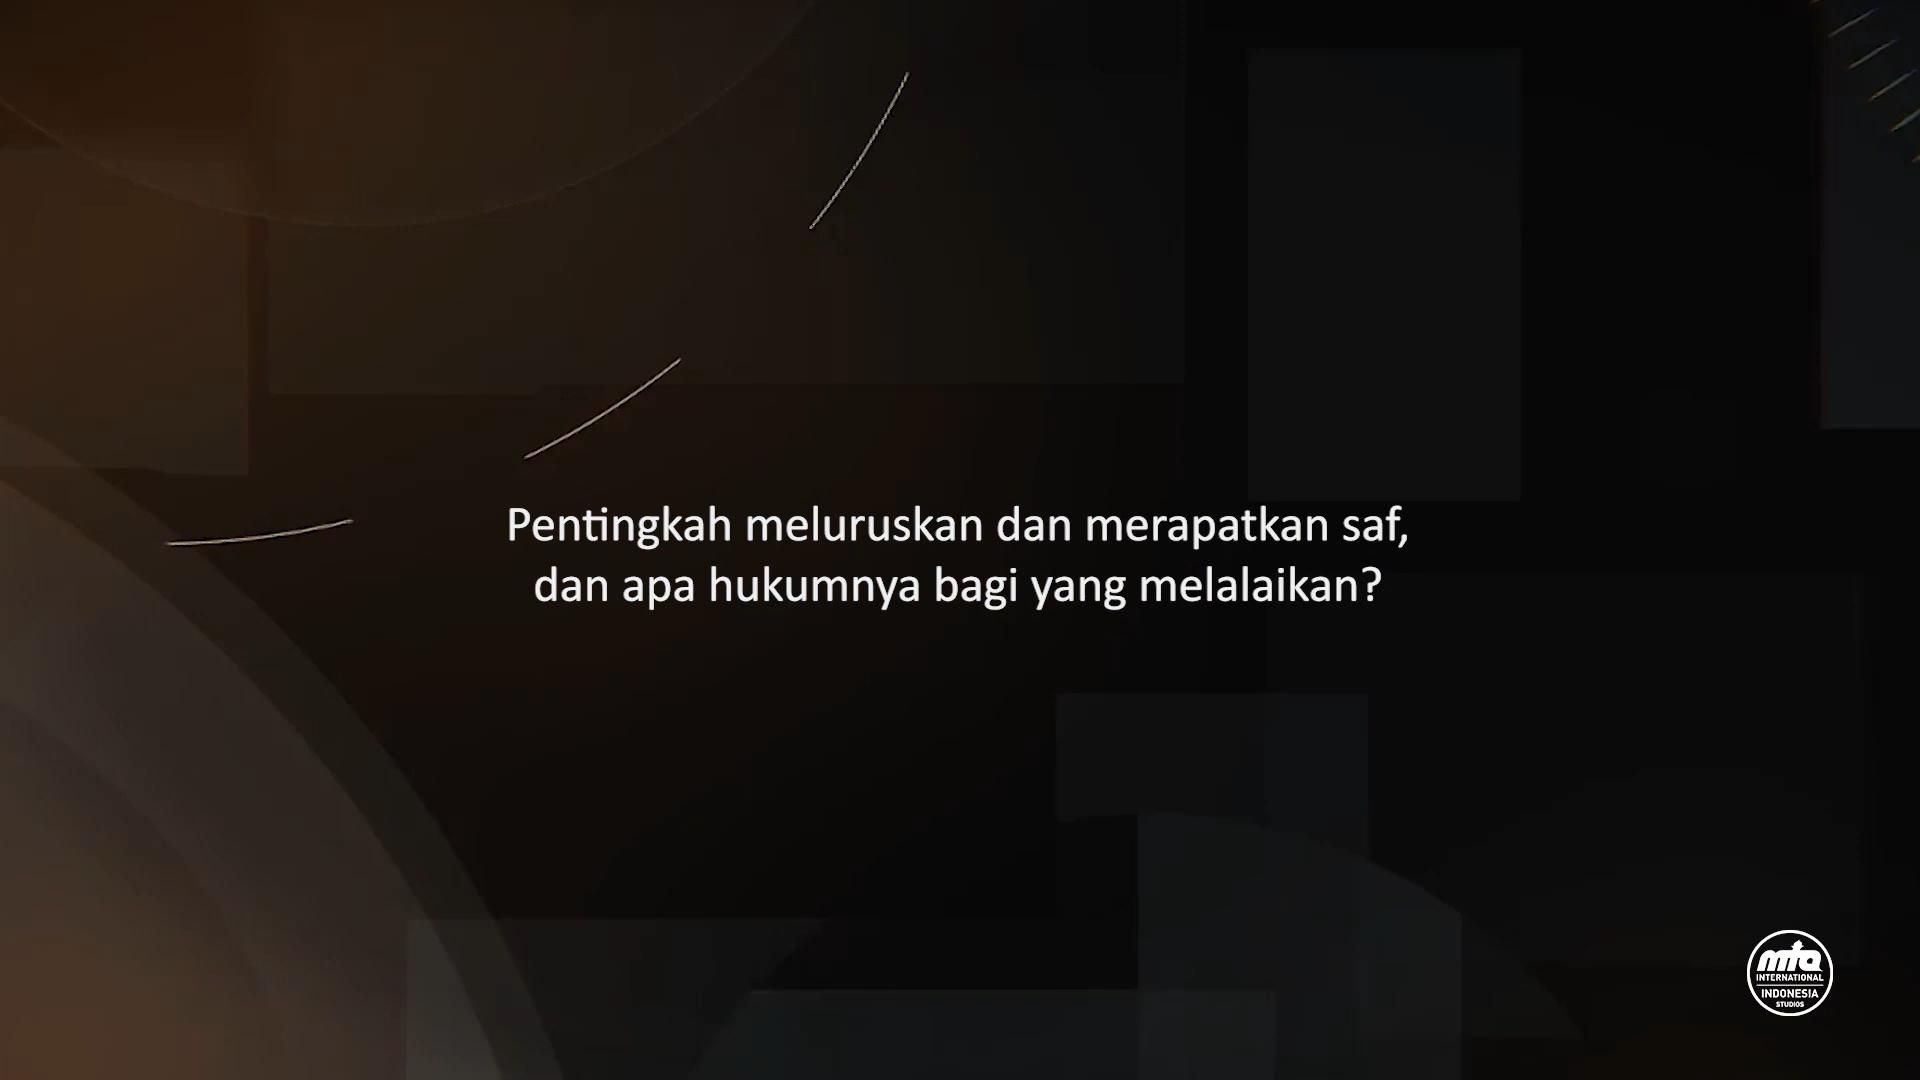 Pentingkah meluruskan dan merapatkan saf,
dan apa hukumnya bagi yang melalaikan?
mta
INTERNATIONAL
INDONESIA
STUDIOS